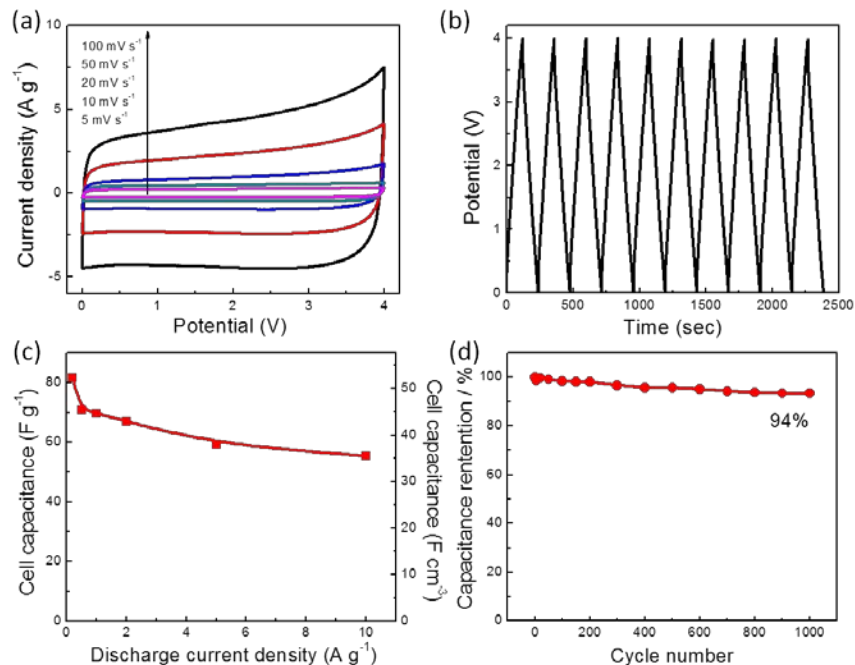 (a)
10
5
0
-5
Current density (A g⁻¹)
100 mV s⁻¹
50 mV s⁻¹
20 mV s⁻¹
10 mV s⁻¹
5 mV s⁻¹
0 1 2 3 4
Potential (V)
(b)
4
3
2
1
0
Potential (V)
0 500 1000 1500 2000 2500
Time (sec)
(c)
80
60
40
20
0
Cell capacitance (F g⁻¹)
50
40
30
20
10
0
Cell capacitance (F cm⁻³)
0 2 4 6 8 10
Discharge current density (A g⁻¹)
(d)
100
80
60
40
20
0
Capacitance rentention / %
94%
0 200 400 600 800 1000
Cycle number